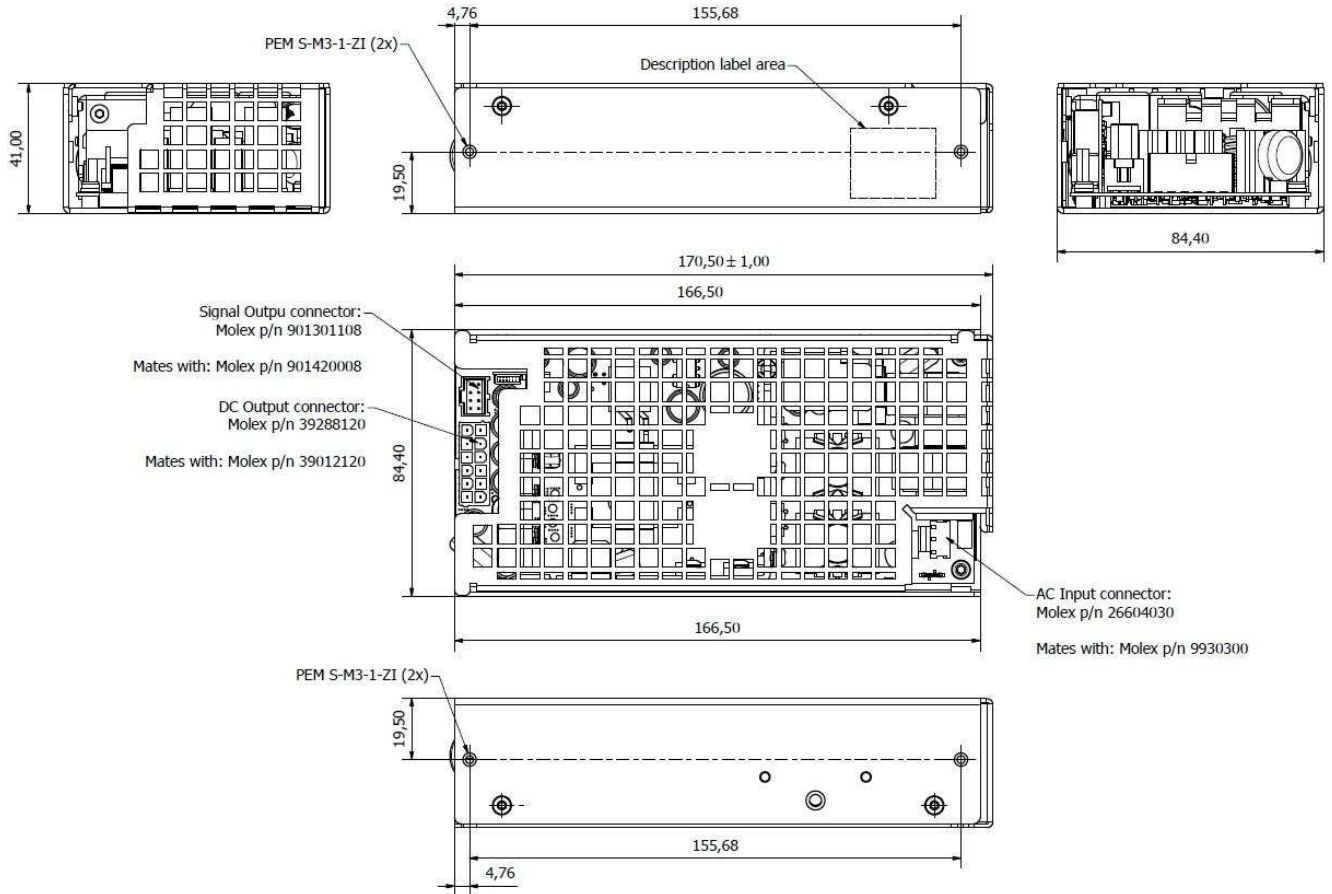 4,76
155,68
PEM S-M3-1-ZI (2x)
Description label area
41,00
19,50
84,40
170,50 ± 1,00
166,50
Signal Outpu connector:
Molex p/n 901301108
Mates with: Molex p/n 901420008
DC Output connector:
Molex p/n 39288120
Mates with: Molex p/n 39012120
84,40
AC Input connector:
Molex p/n 26604030
Mates with: Molex p/n 9930300
166,50
PEM S-M3-1-ZI (2x)
19,50
155,68
4,76